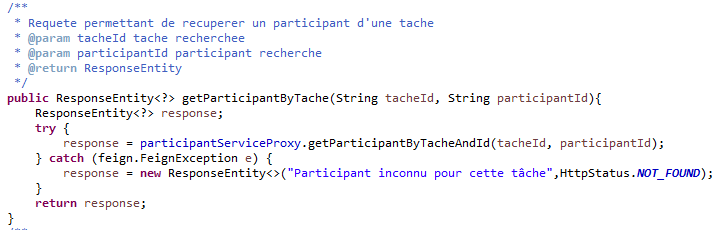 /**
 * Requete permettant de recuperer un participant d'une tache
 * @param tacheId tache recherchee
 * @param participantId participant recherche
 * @return ResponseEntity
 */
public ResponseEntity<?> getParticipantByTache(String tacheId, String participantId){
    ResponseEntity<?> response;
    try {
        response = participantServiceProxy.getParticipantByTacheAndId(tacheId, participantId);
    } catch (feign.FeignException e) {
        response = new ResponseEntity<>("Participant inconnu pour cette tâche",HttpStatus.NOT_FOUND);
    }
    return response;
}
/**